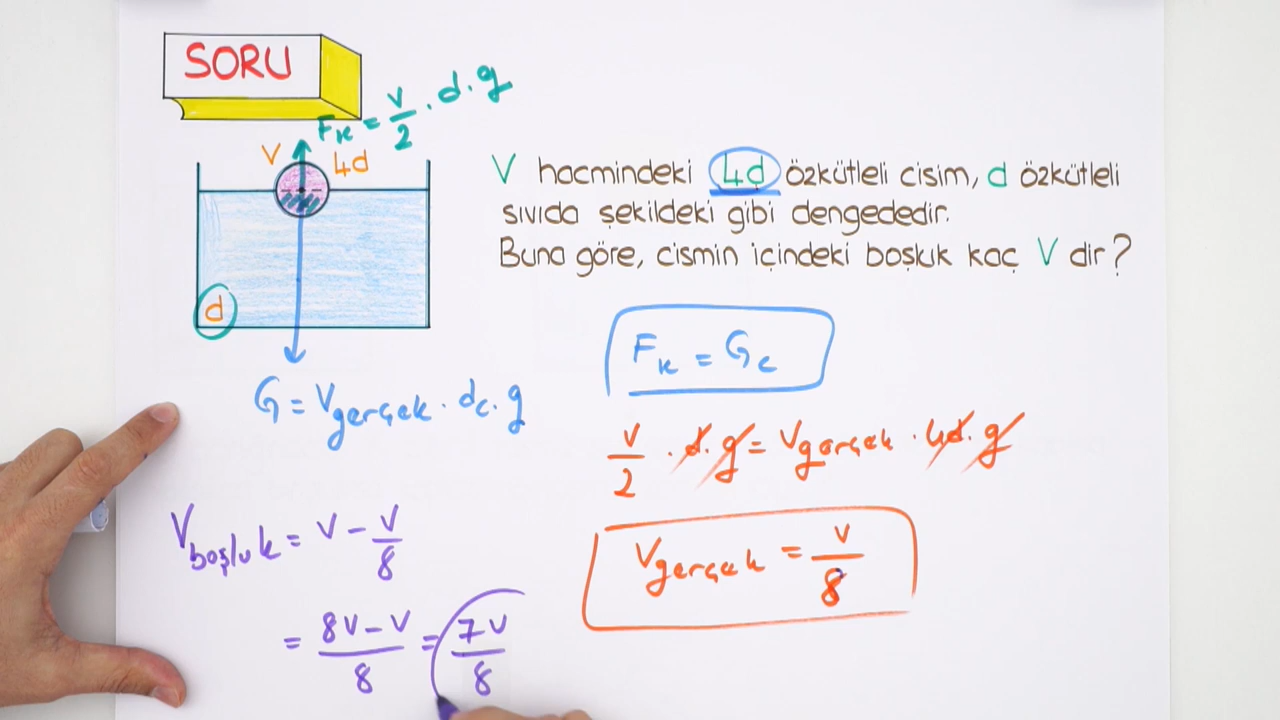 SORU
Fₖ = V/2 . d . g
V
4d
d
V hacmindeki 4d özkütleli cisim, d özkütleli
sıvıda şekildeki gibi dengededir.
Buna göre, cismin içindeki boşluk kaç V dir?
Fₖ = G꜀
G = Vgerçek . dc . g
V/2 . d . g = Vgerçek . 4d . g
Vgerçek = V/8
Vboşluk = V - V/8
= 8V - V/8 = 7V/8